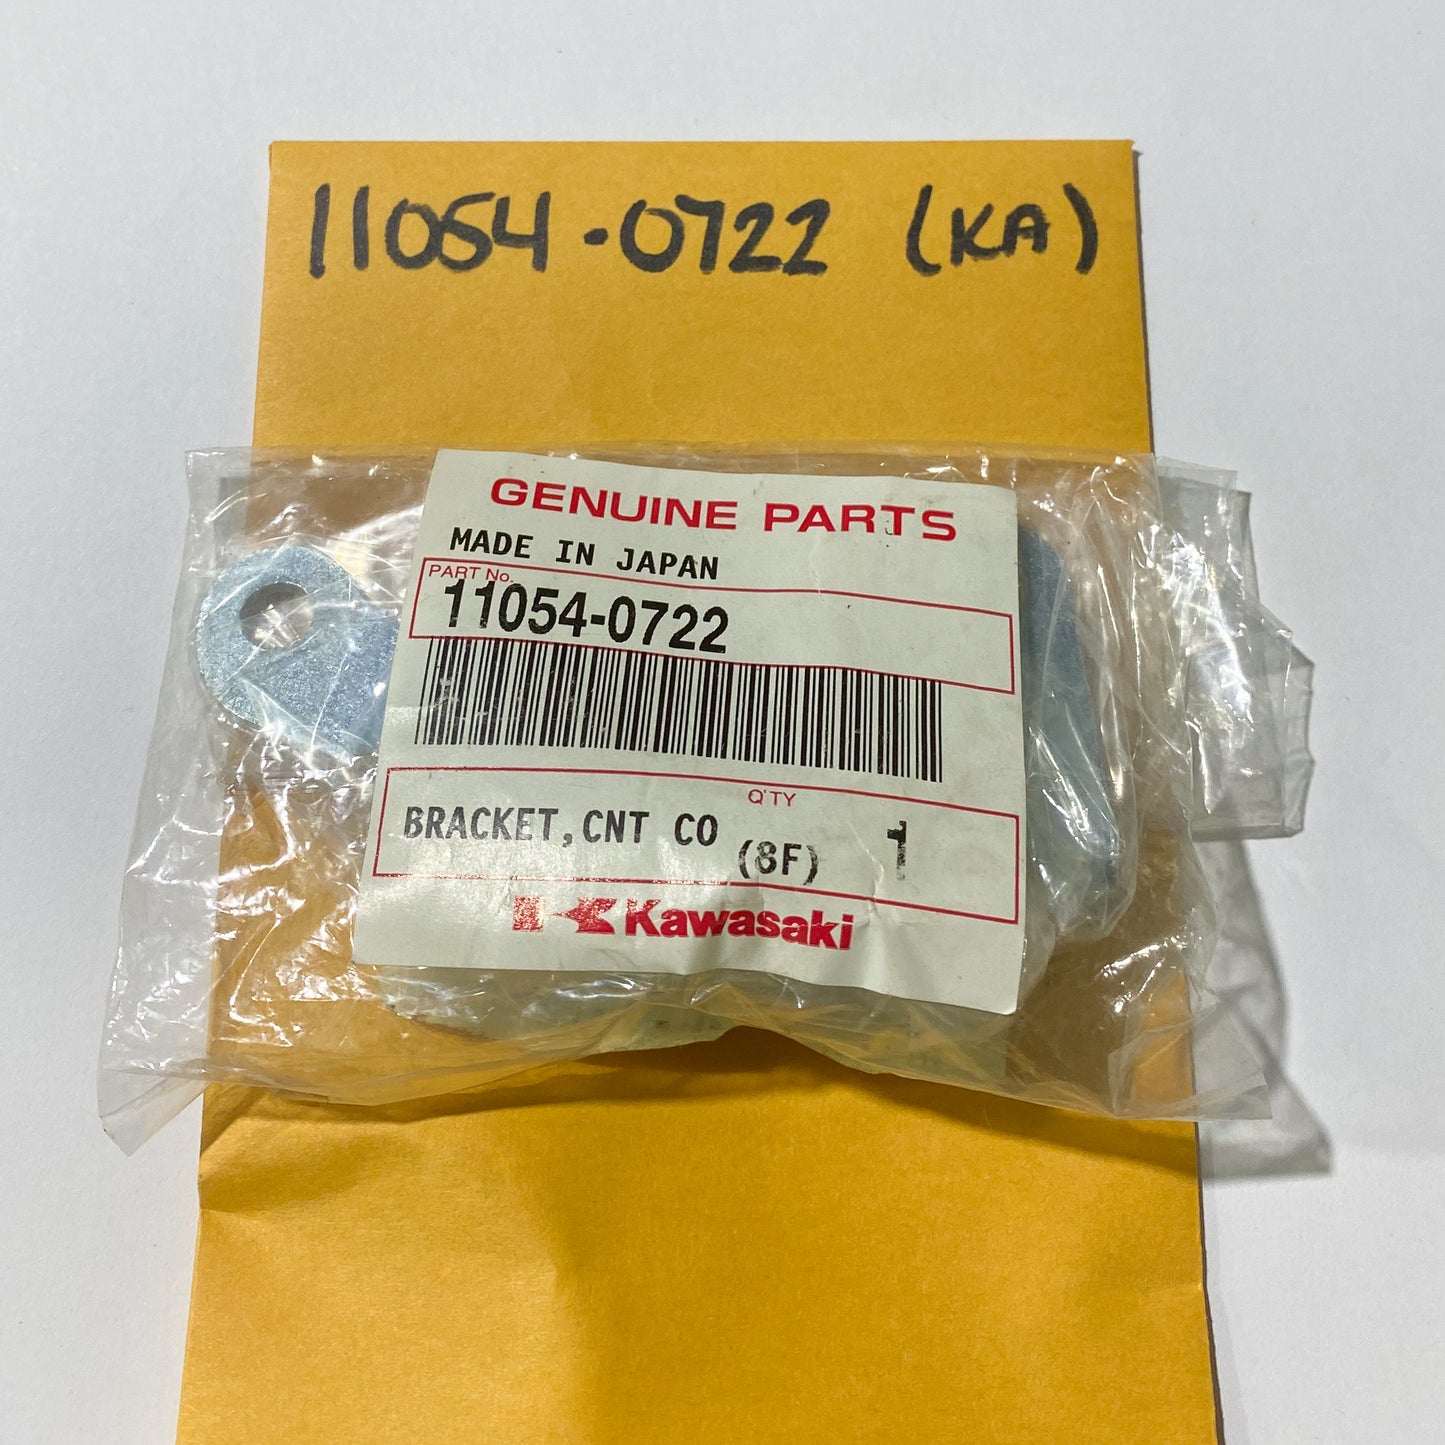 11054-0722 (KA)
GENUINE PARTS
MADE IN JAPAN
PART No.
11054-0722
Q'TY
BRACKET,CNT CO (8F) 1
Kawasaki